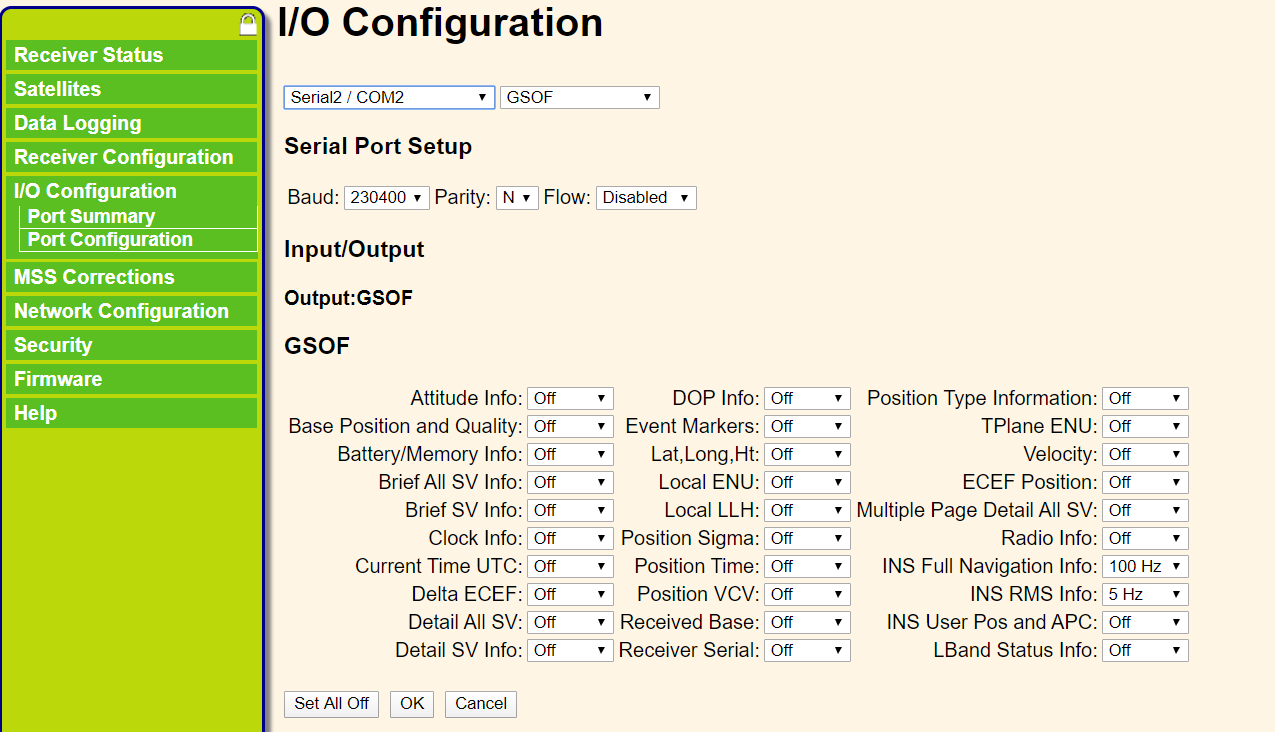 Receiver Status
Satellites
Data Logging
Receiver Configuration
I/O Configuration
Port Summary
Port Configuration
MSS Corrections
Network Configuration
Security
Firmware
Help
I/O Configuration
Serial2 / COM2 GSOF
Serial Port Setup
Baud: 230400 Parity: N Flow: Disabled
Input/Output
Output:GSOF
GSOF
Attitude Info: Off DOP Info: Off Position Type Information: Off
Base Position and Quality: Off Event Markers: Off TPlane ENU: Off
Battery/Memory Info: Off Lat,Long,Ht: Off Velocity: Off
Brief All SV Info: Off Local ENU: Off ECEF Position: Off
Brief SV Info: Off Local LLH: Off Multiple Page Detail All SV: Off
Clock Info: Off Position Sigma: Off Radio Info: Off
Current Time UTC: Off Position Time: Off INS Full Navigation Info: 100 Hz
Delta ECEF: Off Position VCV: Off INS RMS Info: 5 Hz
Detail All SV: Off Received Base: Off INS User Pos and APC: Off
Detail SV Info: Off Receiver Serial: Off LBand Status Info: Off
Set All Off OK Cancel